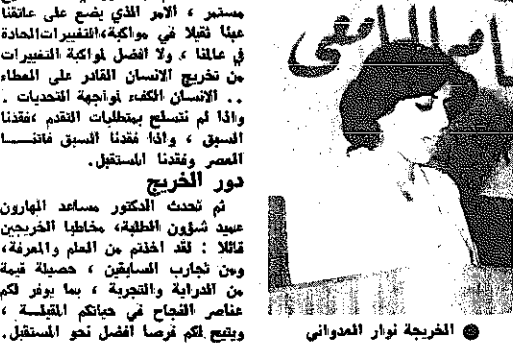 مستمر ، الامر الذي يضع على عاتقنا
عبئا ثقيلا في مواكبة، التغييرات الحادة
في عالمنا ، ولا افضل لمواكبة التغييرات
من تخريج الانسان القادر على العطاء
.. الانسان الكفء لمواجهة التحديات .
واذا لم نتسلح بمتطلبات التقدم ، فقدنا
السبق ، واذا فقدنا السبق فاتنا
العصر وفقدنا المستقبل.
دور الخريج
ثم تحدث الدكتور مساعد الهارون
عميد شؤون الطلبة، مخاطبا الخريجين
قائلا : لقد اخذتم من العلم والمعرفة،
ومن تجارب السابقين ، حصيلة قيمة
من الدراية والتجربة ، بما يوفر لكم
عناصر النجاح في حياتكم المقبلة ،
ويتيح لكم فرصا افضل نحو المستقبل.
الخريجة نوار العدواني